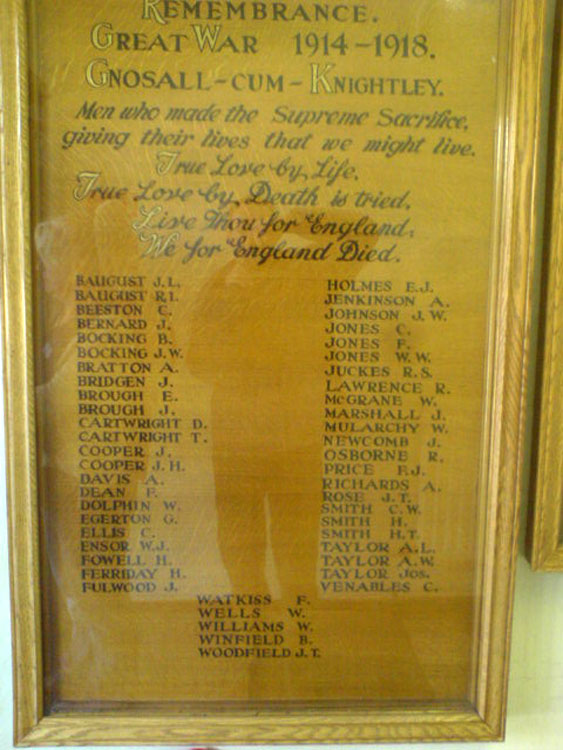 REMEMBRANCE.
GREAT WAR 1914-1918.
GNOSALL-CUM-KNIGHTLEY.
Men who made the Supreme Sacrifice,
giving their lives that we might live.
True Love by Life,
True Love by Death is tried,
Live Thou for England;
We for England Died.
BAUGUST J.L.
BAUGUST R.I.
BEESTON C.
BERNARD J.
BOCKING B.
BOCKING J.W.
BRATTON A.
BRIDGEN J.
BROUGH E.
BROUGH J.
CARTWRIGHT D.
CARTWRIGHT T.
COOPER J.
COOPER J.H.
DAVIS A.
DEAN F.
DOLPHIN W.
EGERTON G.
ELLIS C.
ENSOR W.J.
FOWELL H.
FERRIDAY H.
FULWOOD J.
HOLMES E.J.
JENKINSON A.
JOHNSON J.W.
JONES C.
JONES F.
JONES W.W.
JUCKES R.S.
LAWRENCE R.
McGRANE W.
MARSHALL J.
MULARCHY W.
NEWCOMB J.
OSBORNE R.
PRICE F.J.
RICHARDS A.
ROSE J.T.
SMITH C.W.
SMITH H.
SMITH H.T.
TAYLOR A.L.
TAYLOR A.W.
TAYLOR Jos.
VENABLES C.
WATKISS F.
WELLS W.
WILLIAMS W.
WINFIELD B.
WOODFIELD J.T.